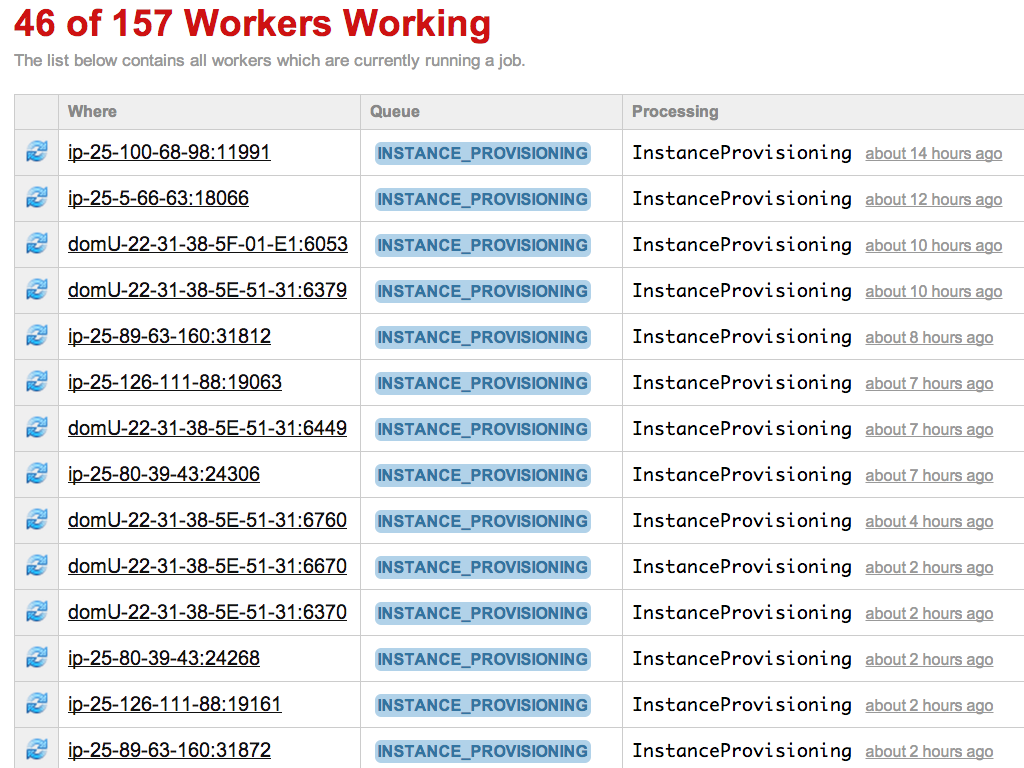 46 of 157 Workers Working
The list below contains all workers which are currently running a job.
Where Queue Processing
ip-25-100-68-98:11991 INSTANCE_PROVISIONING InstanceProvisioning about 14 hours ago
ip-25-5-66-63:18066 INSTANCE_PROVISIONING InstanceProvisioning about 12 hours ago
domU-22-31-38-5F-01-E1:6053 INSTANCE_PROVISIONING InstanceProvisioning about 10 hours ago
domU-22-31-38-5E-51-31:6379 INSTANCE_PROVISIONING InstanceProvisioning about 10 hours ago
ip-25-89-63-160:31812 INSTANCE_PROVISIONING InstanceProvisioning about 8 hours ago
ip-25-126-111-88:19063 INSTANCE_PROVISIONING InstanceProvisioning about 7 hours ago
domU-22-31-38-5E-51-31:6449 INSTANCE_PROVISIONING InstanceProvisioning about 7 hours ago
ip-25-80-39-43:24306 INSTANCE_PROVISIONING InstanceProvisioning about 7 hours ago
domU-22-31-38-5E-51-31:6760 INSTANCE_PROVISIONING InstanceProvisioning about 4 hours ago
domU-22-31-38-5E-51-31:6670 INSTANCE_PROVISIONING InstanceProvisioning about 2 hours ago
domU-22-31-38-5E-51-31:6370 INSTANCE_PROVISIONING InstanceProvisioning about 2 hours ago
ip-25-80-39-43:24268 INSTANCE_PROVISIONING InstanceProvisioning about 2 hours ago
ip-25-126-111-88:19161 INSTANCE_PROVISIONING InstanceProvisioning about 2 hours ago
ip-25-89-63-160:31872 INSTANCE_PROVISIONING InstanceProvisioning about 2 hours ago